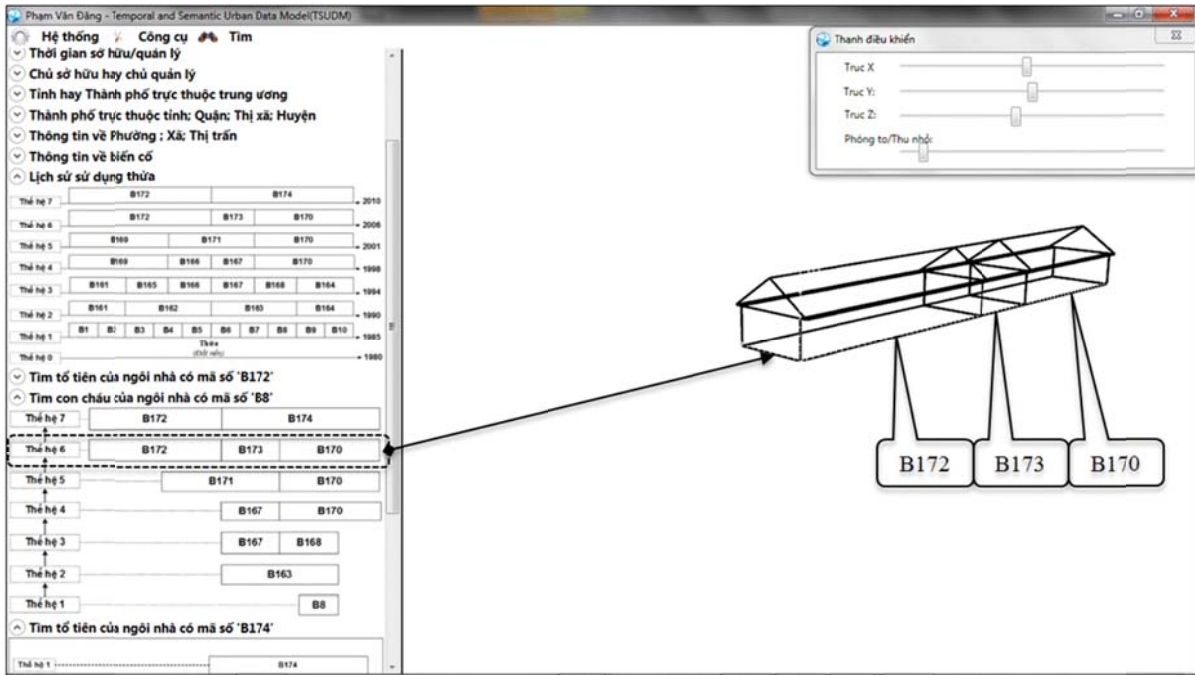 Phạm Văn Đăng - Temporal and Semantic Urban Data Model(TSUDM)
Hệ thống Công cụ Tìm
Thời gian sở hữu/quản lý
Chủ sở hữu hay chủ quản lý
Tỉnh hay Thành phố trực thuộc trung ương
Thành phố trực thuộc tỉnh; Quận; Thị xã; Huyện
Thông tin về Phường ; Xã; Thị trấn
Thông tin về biến cố
Lịch sử sử dụng thửa
Thế hệ 7 B172 B174 2010
Thế hệ 6 B172 B173 B170 2006
Thế hệ 5 B169 B171 B170 2001
Thế hệ 4 B169 B166 B167 B170 1998
Thế hệ 3 B161 B165 B166 B167 B168 B164 1994
Thế hệ 2 B161 B162 B163 B164 1990
Thế hệ 1 B1 B2 B3 B4 B5 B6 B7 B8 B9 B10 1985
Thửa
(Đất nền)
Thế hệ 0 1980
Tìm tổ tiên của ngôi nhà có mã số 'B172'
Tìm con cháu của ngôi nhà có mã số 'B8'
Thế hệ 7 B172 B174
Thế hệ 6 B172 B173 B170
Thế hệ 5 B171 B170
Thế hệ 4 B167 B170
Thế hệ 3 B167 B168
Thế hệ 2 B163
Thế hệ 1 B8
Tìm tổ tiên của ngôi nhà có mã số 'B174'
Thế hệ 1 B174
Thanh điều khiển
Truc X
Truc Y:
Truc Z:
Phóng to/Thu nhỏ:
B172 B173 B170